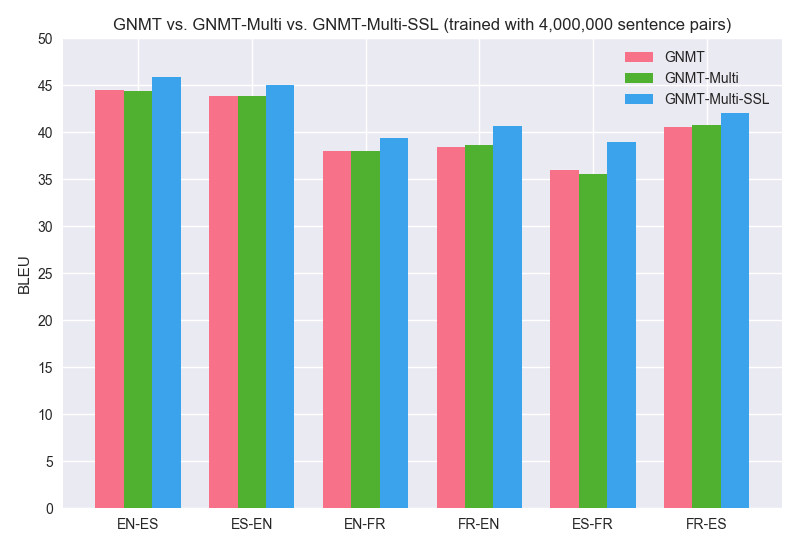 GNMT vs. GNMT-Multi vs. GNMT-Multi-SSL (trained with 4,000,000 sentence pairs)
GNMT
GNMT-Multi
GNMT-Multi-SSL
BLEU
50
45
40
35
30
25
20
15
10
5
0
EN-ES ES-EN EN-FR FR-EN ES-FR FR-ES